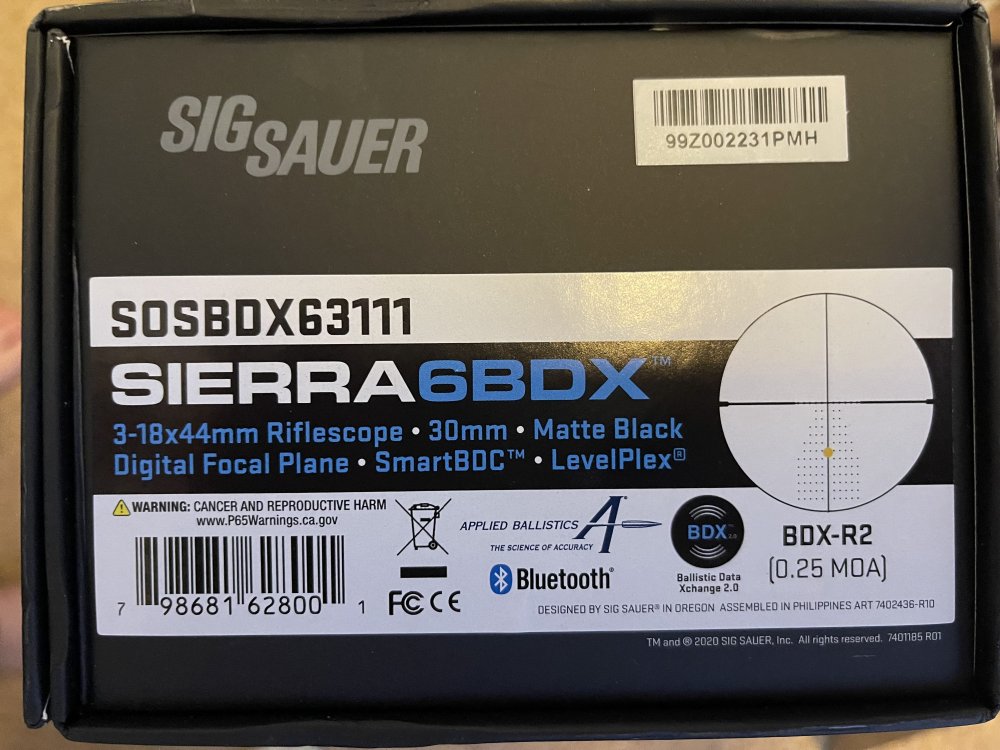 SIG SAUER
99Z002231PMH
SOSBDX63111
SIERRA6BDX™
3-18x44mm Riflescope • 30mm • Matte Black
Digital Focal Plane • SmartBDC™ • LevelPlex®
WARNING: CANCER AND REPRODUCTIVE HARM
www.P65Warnings.ca.gov
APPLIED BALLISTICS A
THE SCIENCE OF ACCURACY
Bluetooth®
BDX™ 2.0
Ballistic Data
Xchange 2.0
BDX-R2
(0.25 MOA)
7 98681 62800 1
FC CE
DESIGNED BY SIG SAUER® IN OREGON ASSEMBLED IN PHILIPPINES ART 7402436-R10
TM and ® 2020 SIG SAUER, Inc. All rights reserved. 7401185 R01